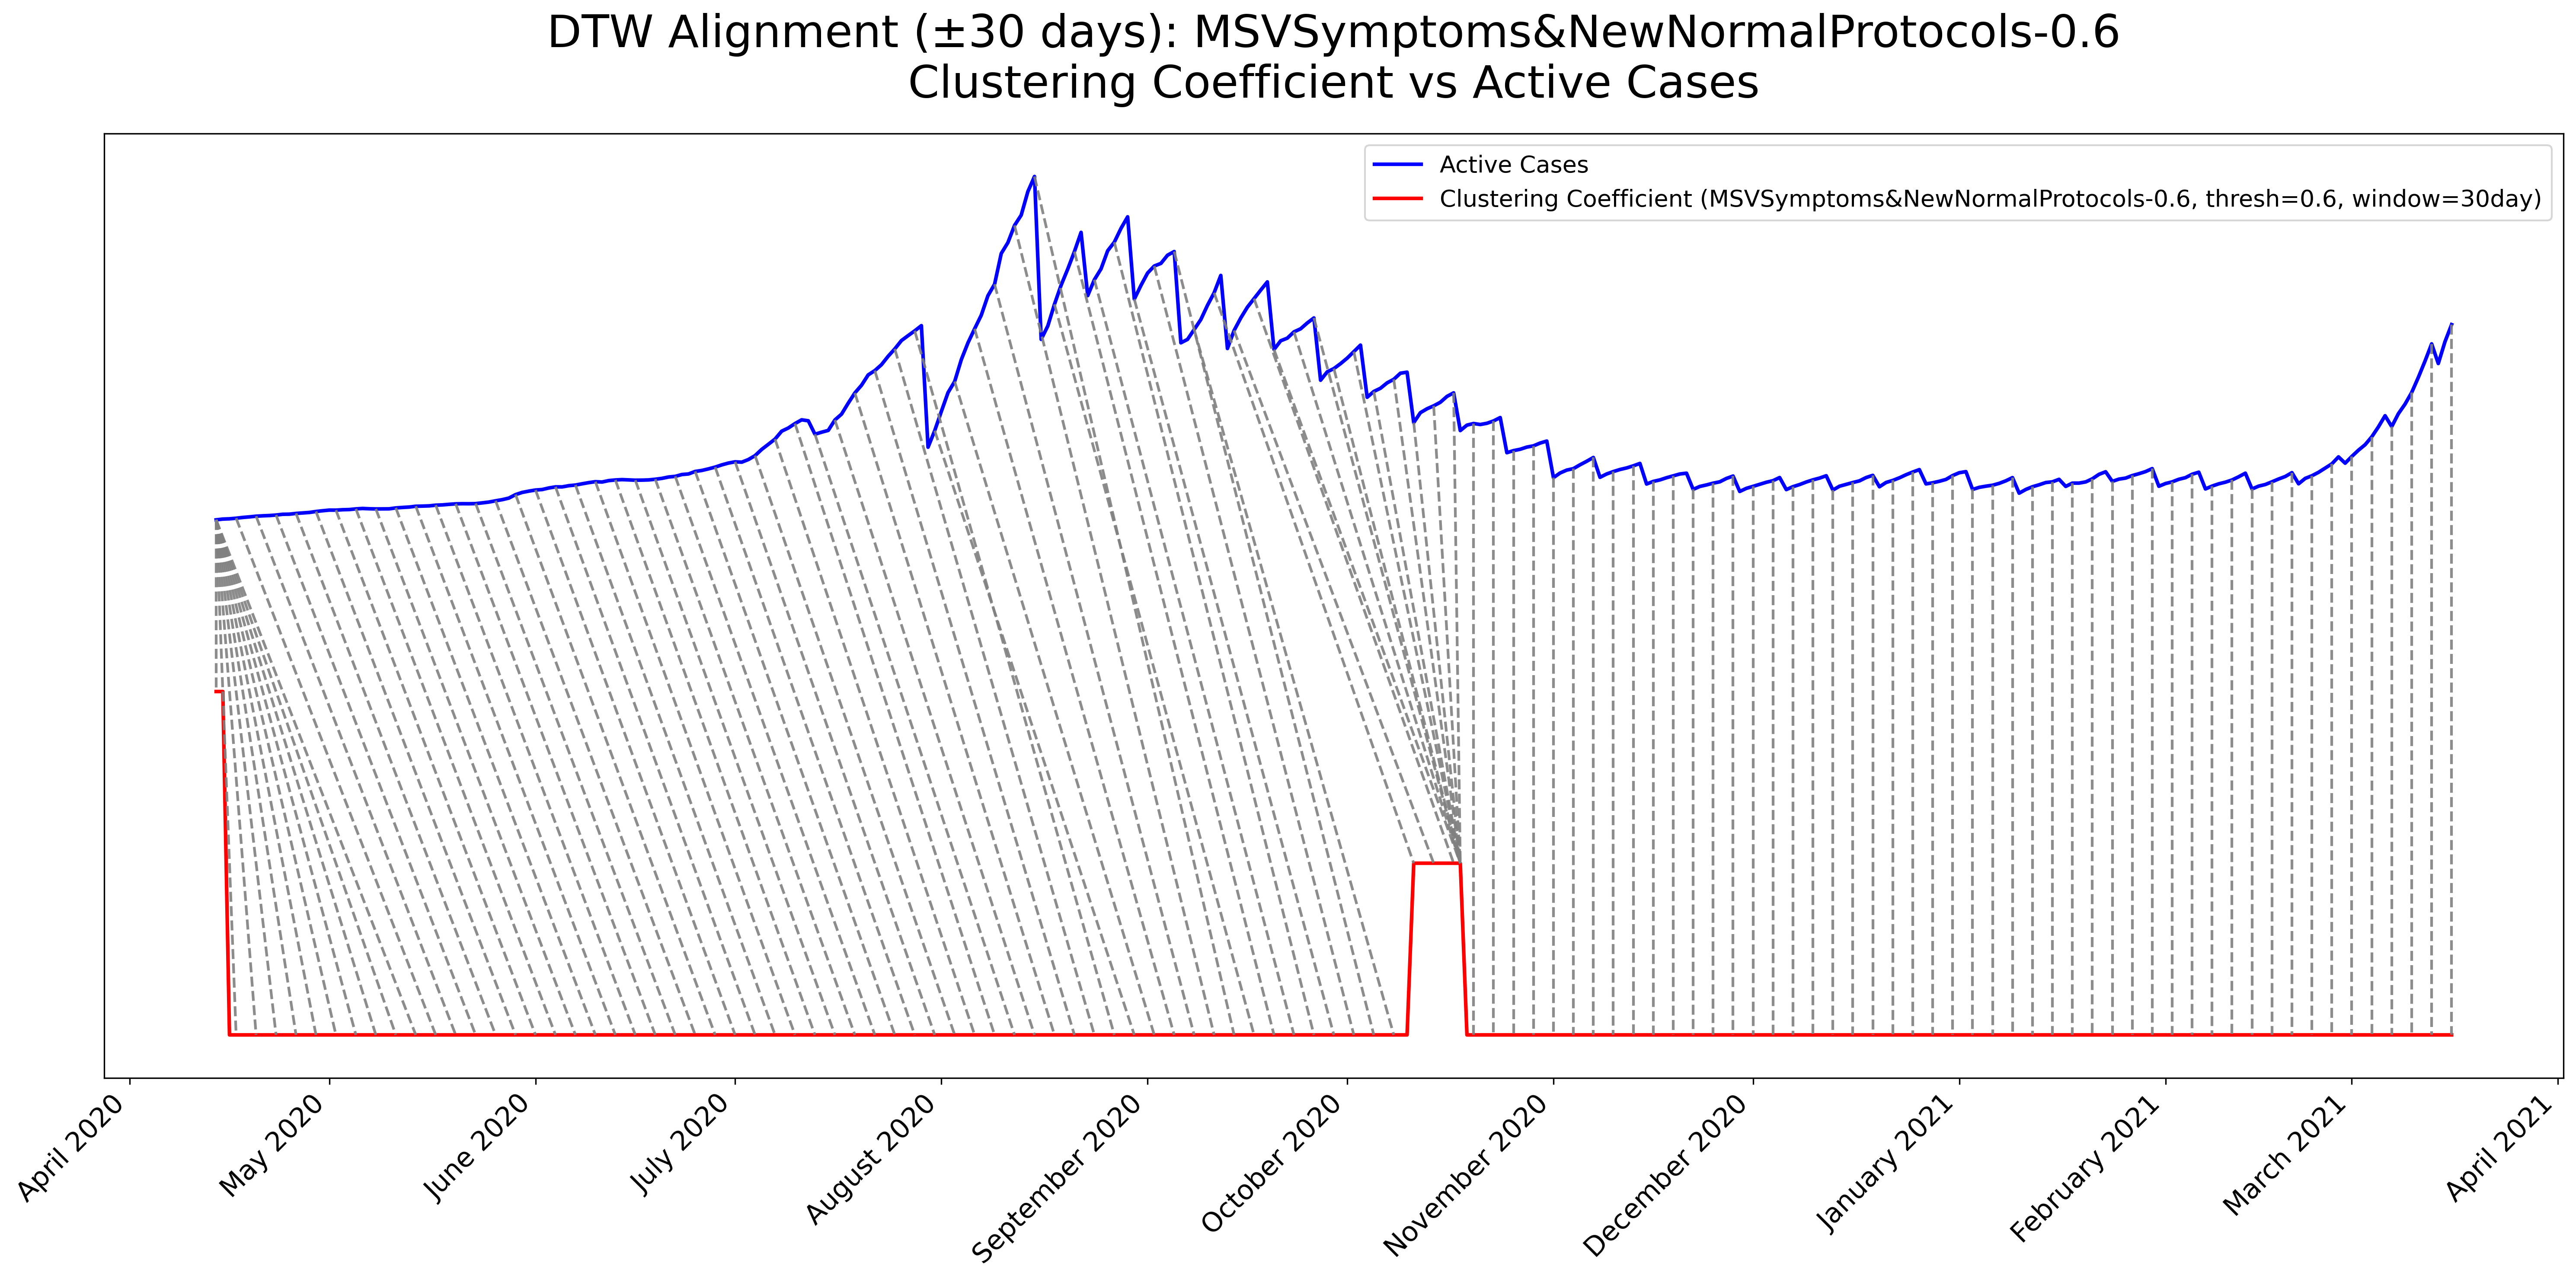 DTW Alignment (±30 days): MSVSymptoms&NewNormalProtocols-0.6
Clustering Coefficient vs Active Cases
Active Cases
Clustering Coefficient (MSVSymptoms&NewNormalProtocols-0.6, thresh=0.6, window=30day)
April 2020
May 2020
June 2020
July 2020
August 2020
September 2020
October 2020
November 2020
December 2020
January 2021
February 2021
March 2021
April 2021